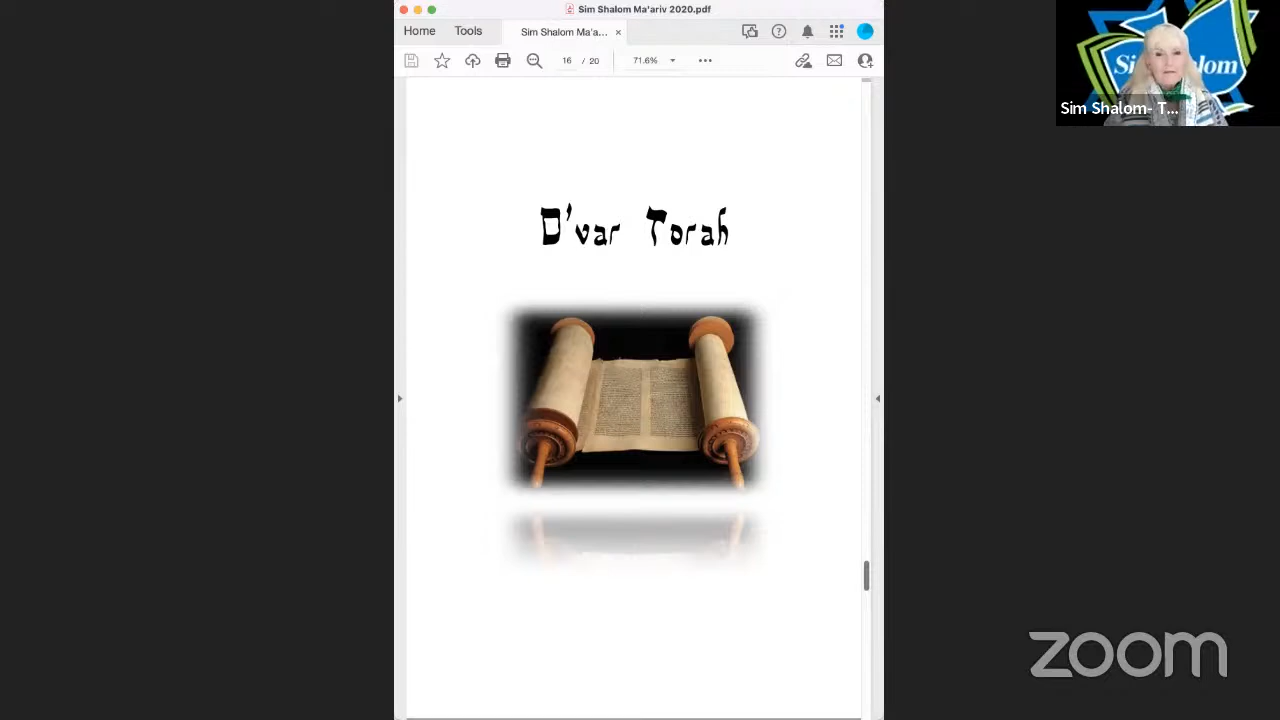 Sim Shalom Ma'ariv 2020.pdf
Home
Tools
Sim Shalom Ma'a...
×
16 / 20
71.6%
D'var Torah
Sim Shalom- T...
zoom